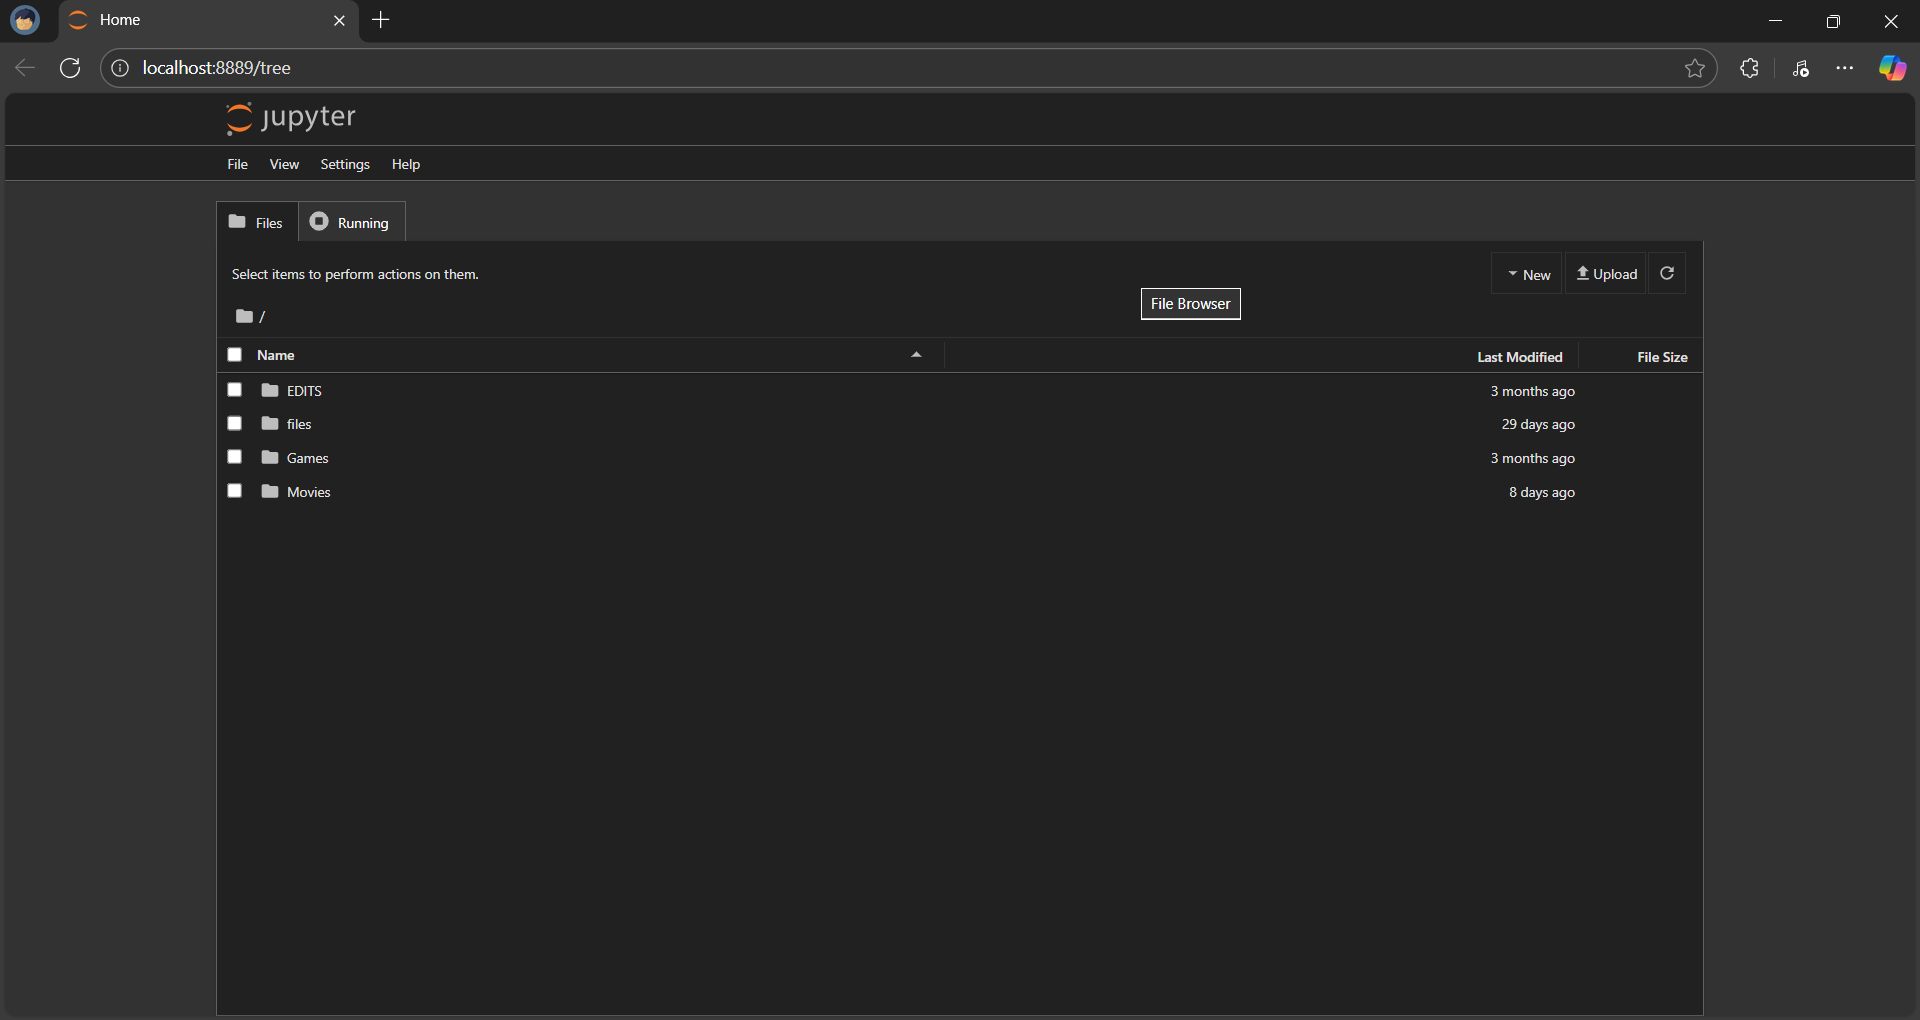 Home
localhost:8889/tree
jupyter
File View Settings Help
Files Running
Select items to perform actions on them.
New Upload
File Browser
/
Name Last Modified File Size
EDITS 3 months ago
files 29 days ago
Games 3 months ago
Movies 8 days ago